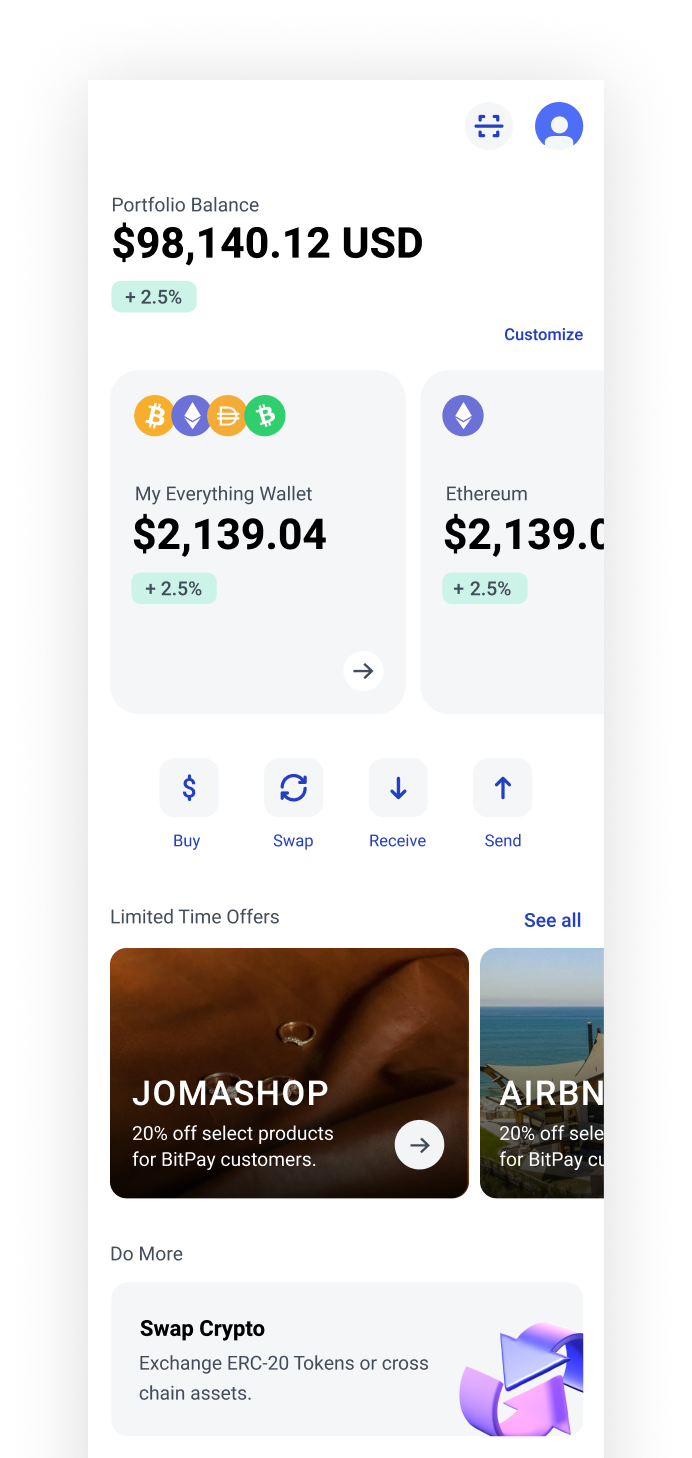 Portfolio Balance
$98,140.12 USD
+ 2.5%
Customize
My Everything Wallet
$2,139.04
+ 2.5%
Ethereum
$2,139.0
+ 2.5%
$
Buy
Swap
Receive
Send
Limited Time Offers
See all
JOMASHOP
20% off select products
for BitPay customers.
AIRBN
20% off sele
for BitPay cu
Do More
Swap Crypto
Exchange ERC-20 Tokens or cross
chain assets.